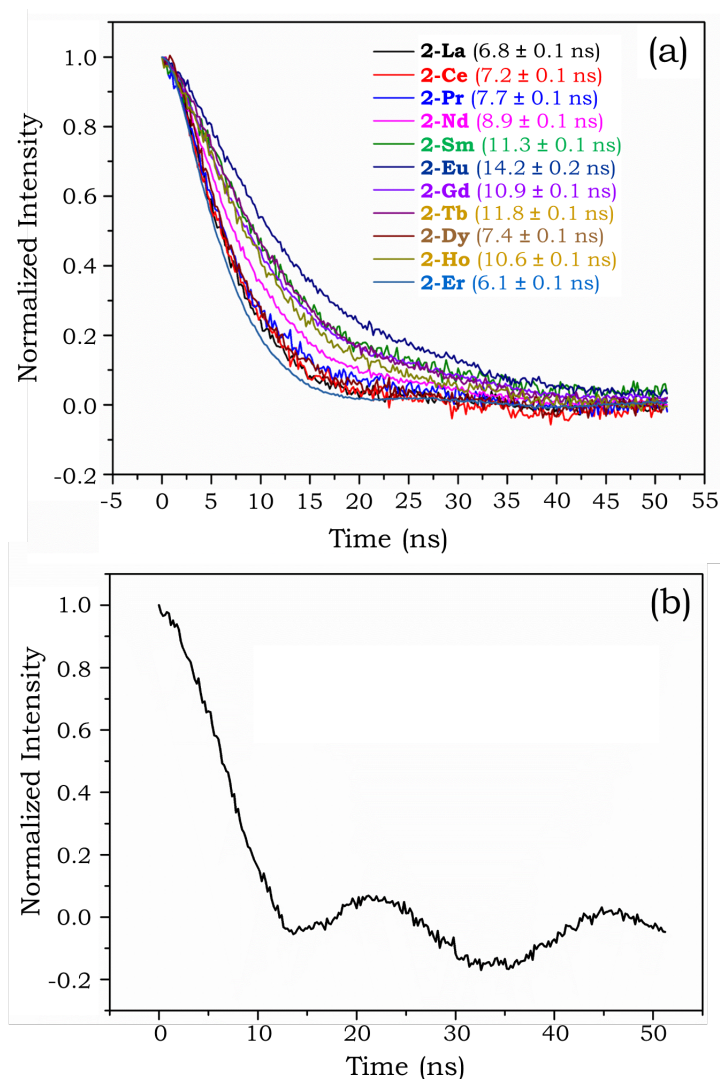 (a)
2-La (6.8 ± 0.1 ns)
2-Ce (7.2 ± 0.1 ns)
2-Pr (7.7 ± 0.1 ns)
2-Nd (8.9 ± 0.1 ns)
2-Sm (11.3 ± 0.1 ns)
2-Eu (14.2 ± 0.2 ns)
2-Gd (10.9 ± 0.1 ns)
2-Tb (11.8 ± 0.1 ns)
2-Dy (7.4 ± 0.1 ns)
2-Ho (10.6 ± 0.1 ns)
2-Er (6.1 ± 0.1 ns)
Normalized Intensity
1.0
0.8
0.6
0.4
0.2
0.0
-0.2
-5 0 5 10 15 20 25 30 35 40 45 50 55
Time (ns)
(b)
Normalized Intensity
1.0
0.8
0.6
0.4
0.2
0.0
-0.2
0 10 20 30 40 50
Time (ns)